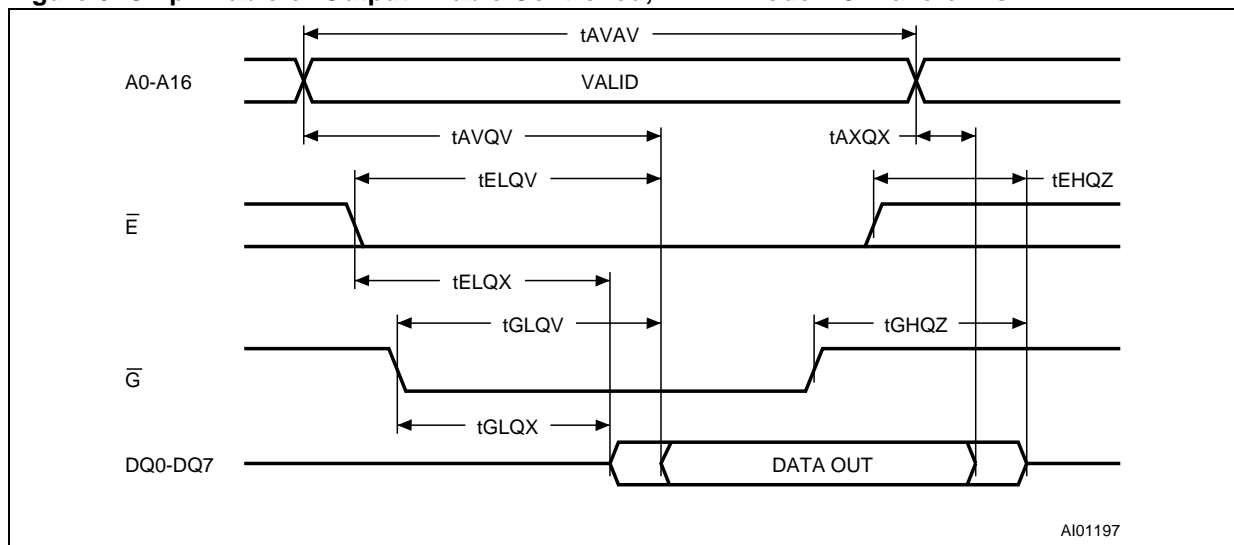 tAVAV
A0-A16
VALID
tAVQV
tAXQX
tELQV
tEHQZ
E̅
tELQX
tGLQV
tGHQZ
G̅
tGLQX
DQ0-DQ7
DATA OUT
AI01197